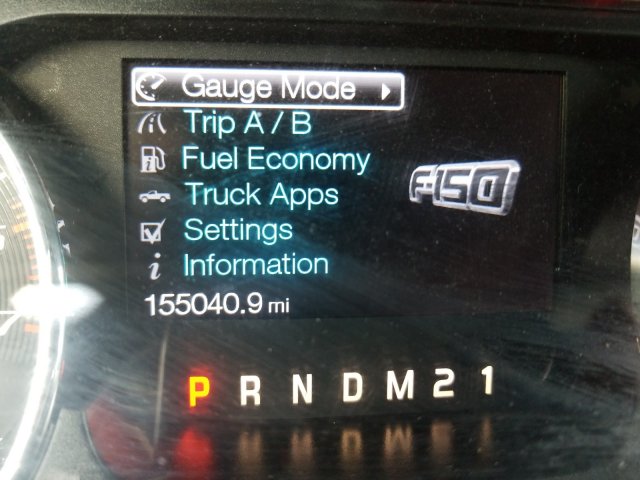 Gauge Mode
Trip A / B
Fuel Economy
F-150
Truck Apps
Settings
Information
155040.9 mi
P R N D M 2 1